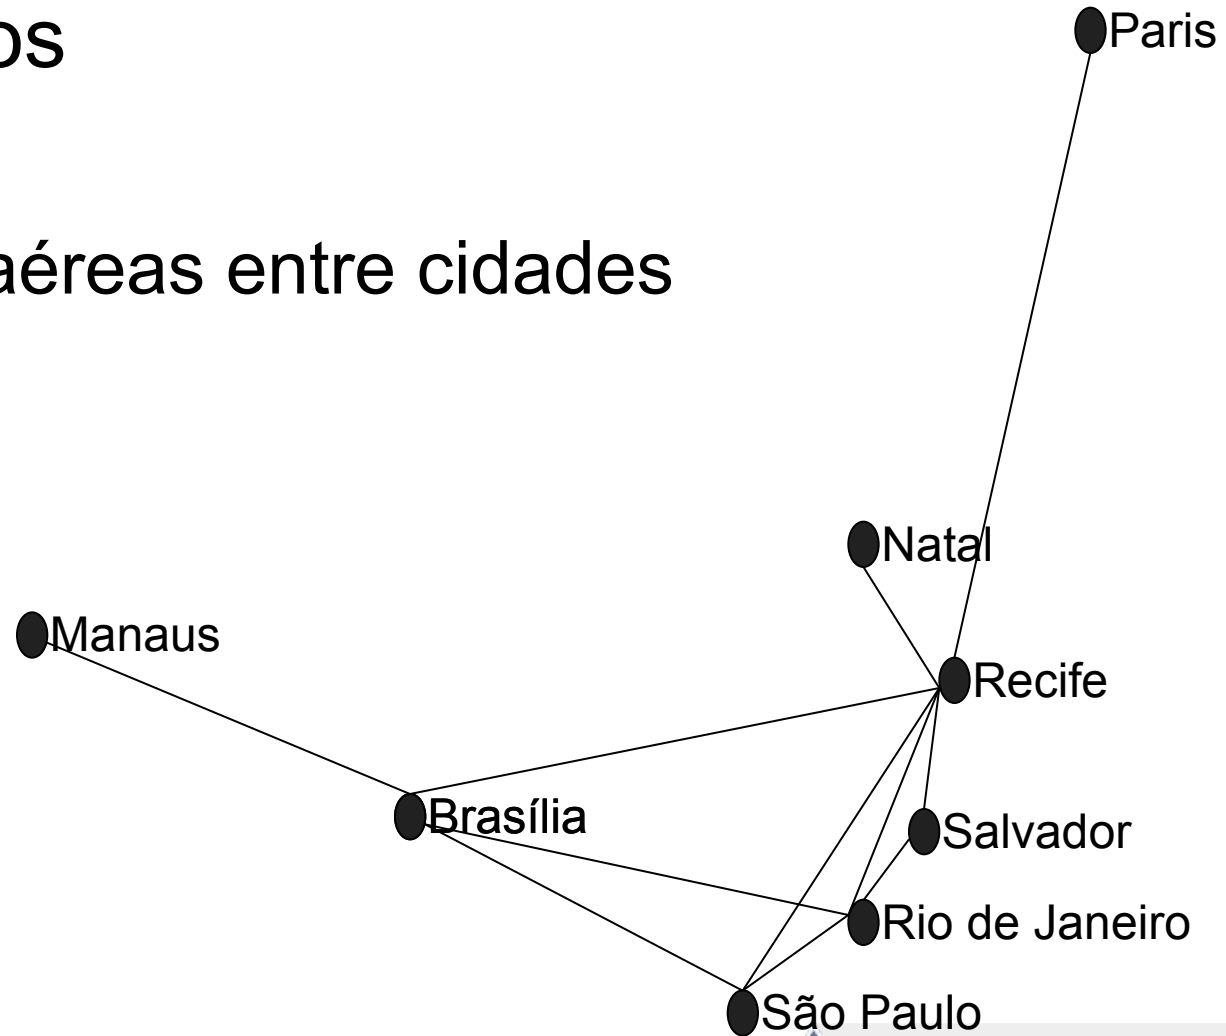 os
aéreas entre cidades
Paris
Natal
Manaus
Recife
Brasília
Salvador
Rio de Janeiro
São Paulo